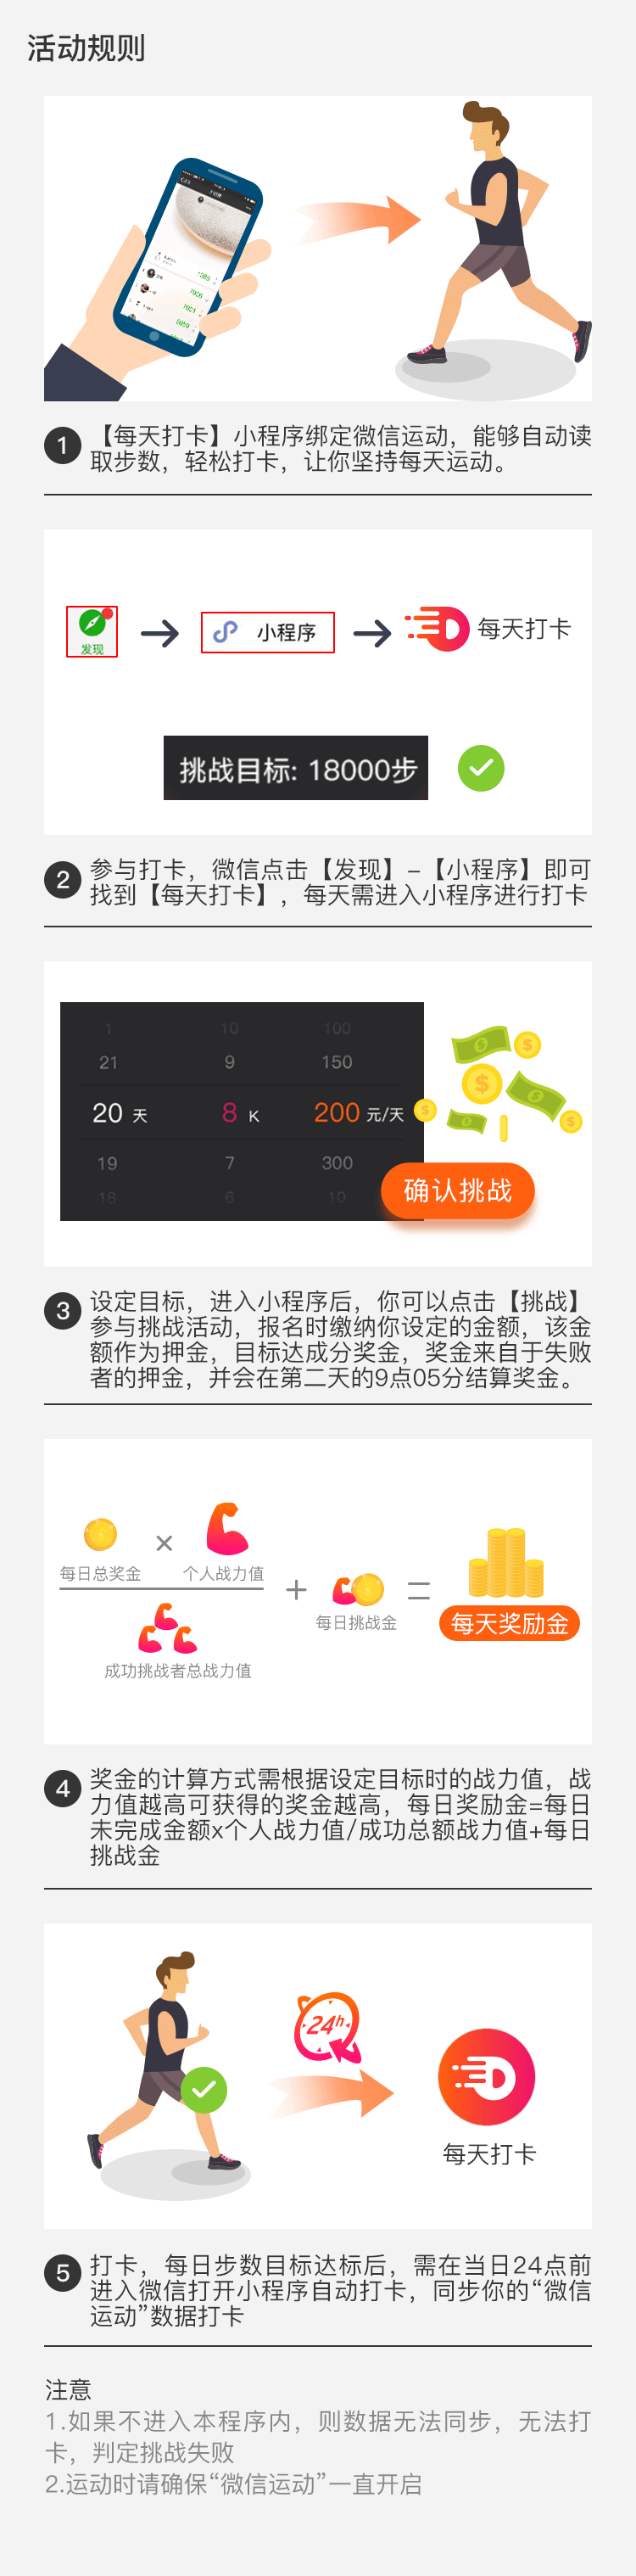 活动规则
1389
7906
7601
6059
1
【每天打卡】小程序绑定微信运动，能够自动读
取步数，轻松打卡，让你坚持每天运动。
发现
小程序
每天打卡
挑战目标: 18000步
2
参与打卡，微信点击【发现】-【小程序】即可
找到【每天打卡】，每天需进入小程序进行打卡
1 10 100
21 9 150
20 天 8 K 200 元/天
19 7 300
18 6 10
确认挑战
3
设定目标，进入小程序后，你可以点击【挑战】
参与挑战活动，报名时缴纳你设定的金额，该金
额作为押金，目标达成分奖金，奖金来自于失败
者的押金，并会在第二天的9点05分结算奖金。
每日总奖金 × 个人战力值
成功挑战者总战力值
+
每日挑战金
=
每天奖励金
4
奖金的计算方式需根据设定目标时的战力值，战
力值越高可获得的奖金越高，每日奖励金=每日
未完成金额x个人战力值/成功总额战力值+每日
挑战金
24h
每天打卡
5
打卡，每日步数目标达标后，需在当日24点前
进入微信打开小程序自动打卡，同步你的“微信
运动”数据打卡
注意
1.如果不进入本程序内，则数据无法同步，无法打
卡，判定挑战失败
2.运动时请确保“微信运动”一直开启